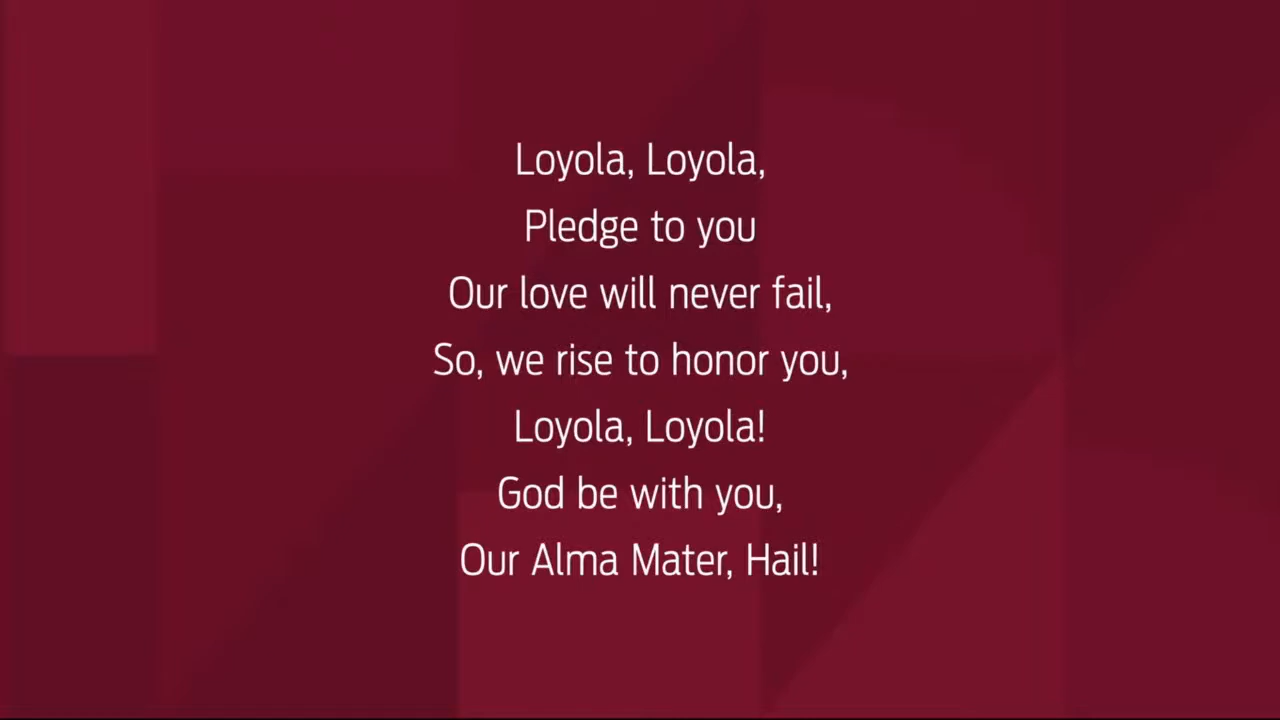 Loyola, Loyola,
Pledge to you
Our love will never fail,
So, we rise to honor you,
Loyola, Loyola!
God be with you,
Our Alma Mater, Hail!